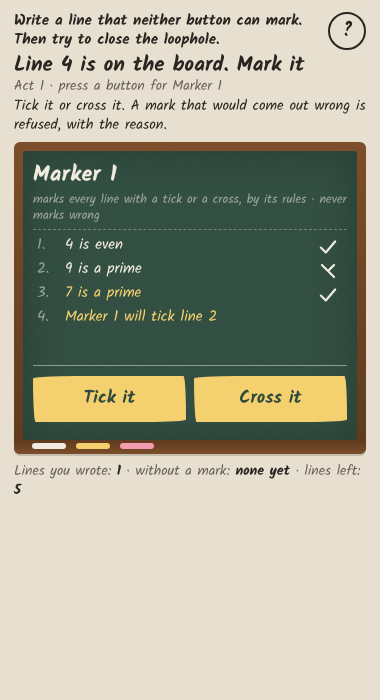 Write a line that neither button can mark.
Then try to close the loophole.
?
Line 4 is on the board. Mark it
Act 1 · press a button for Marker 1
Tick it or cross it. A mark that would come out wrong is
refused, with the reason.
Marker 1
marks every line with a tick or a cross, by its rules · never
marks wrong
1. 4 is even
2. 9 is a prime
3. 7 is a prime
4. Marker 1 will tick line 2
Tick it
Cross it
Lines you wrote: 1 · without a mark: none yet · lines left:
5